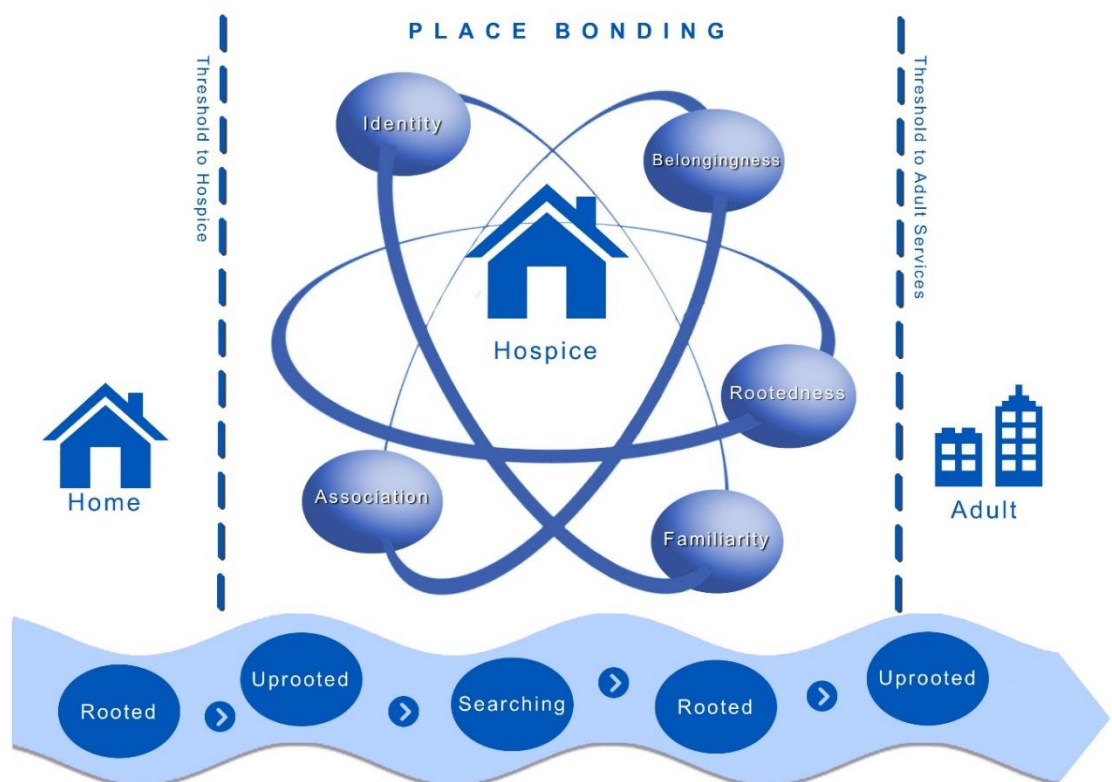 PLACE BONDING
Threshold to Hospice
Threshold to Adult Services
Identity
Belongingness
Hospice
Rootedness
Home
Association
Familiarity
Adult
Rooted
Uprooted
Searching
Rooted
Uprooted